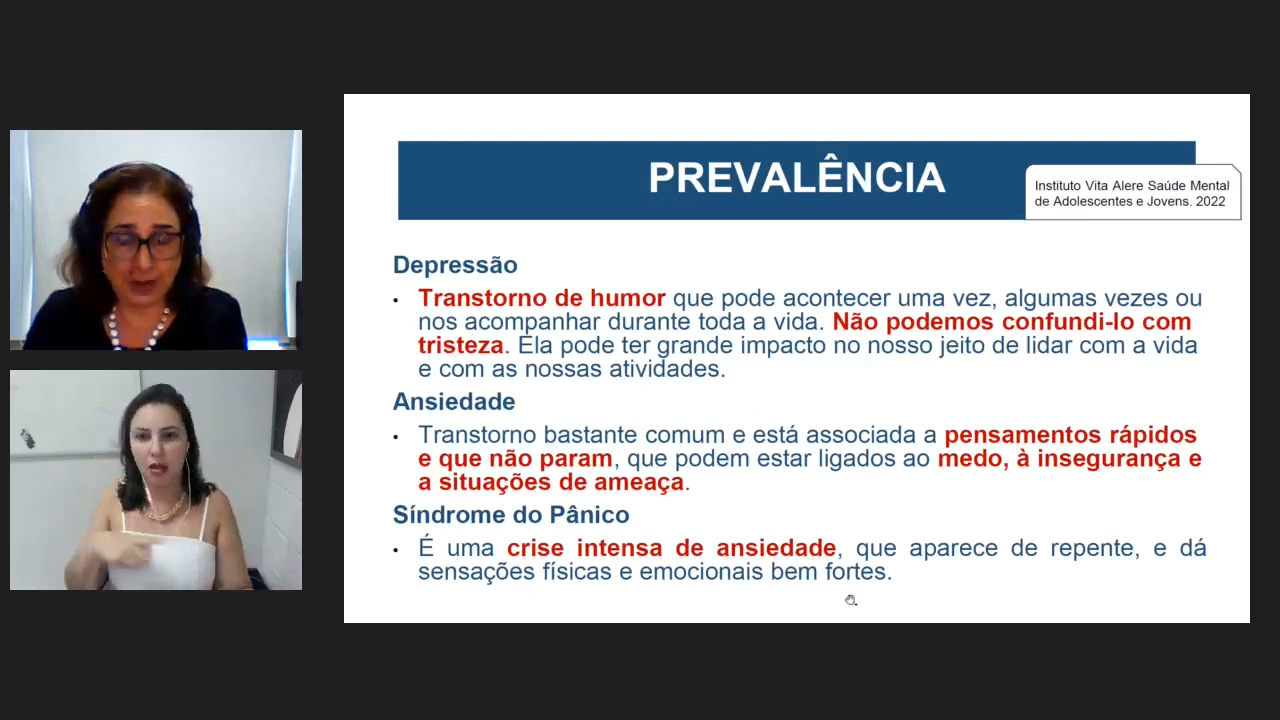 PREVALÊNCIA
Instituto Vita Alere Saúde Mental
de Adolescentes e Jovens. 2022
Depressão
• Transtorno de humor que pode acontecer uma vez, algumas vezes ou
nos acompanhar durante toda a vida. Não podemos confundi-lo com
tristeza. Ela pode ter grande impacto no nosso jeito de lidar com a vida
e com as nossas atividades.
Ansiedade
• Transtorno bastante comum e está associada a pensamentos rápidos
e que não param, que podem estar ligados ao medo, à insegurança e
a situações de ameaça.
Síndrome do Pânico
• É uma crise intensa de ansiedade, que aparece de repente, e dá
sensações físicas e emocionais bem fortes.